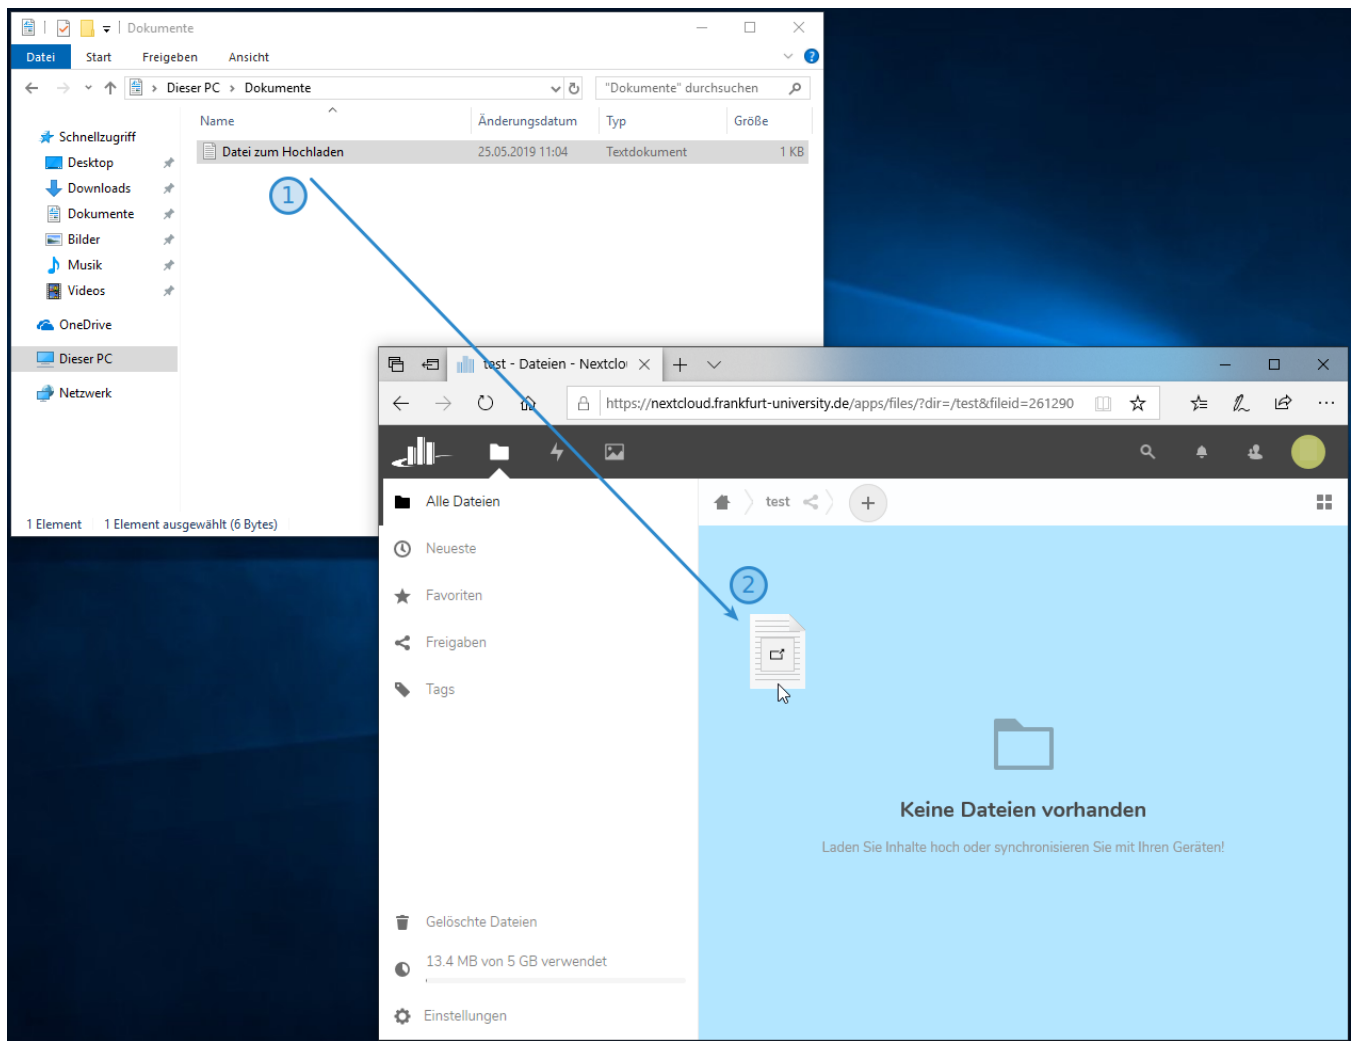 Dokumente
Datei Start Freigeben Ansicht
Dieser PC > Dokumente "Dokumente" durchsuchen
Name Änderungsdatum Typ Größe
Schnellzugriff
Datei zum Hochladen 25.05.2019 11:04 Textdokument 1 KB
Desktop
Downloads
1
Dokumente
Bilder
Musik
Videos
OneDrive
Dieser PC
Netzwerk
1 Element 1 Element ausgewählt (6 Bytes)
test - Dateien - Nextclo
https://nextcloud.frankfurt-university.de/apps/files/?dir=/test&fileid=261290
Alle Dateien
test
Neueste
Favoriten
2
Freigaben
Tags
Keine Dateien vorhanden
Laden Sie Inhalte hoch oder synchronisieren Sie mit Ihren Geräten!
Gelöschte Dateien
13.4 MB von 5 GB verwendet
Einstellungen